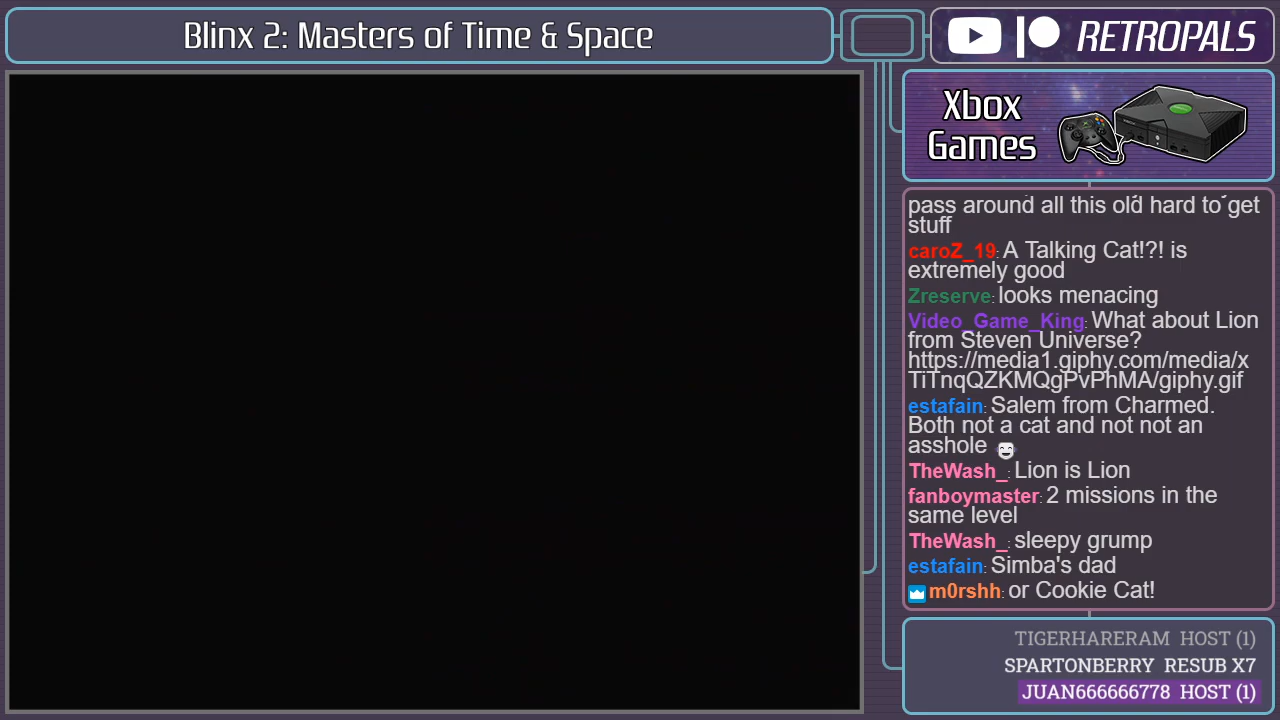 Blinx 2: Masters of Time & Space
RETROPALS
Xbox
Games
pass around all this old hard to get
stuff
caroZ_19: A Talking Cat!?! is
extremely good
Zreserve: looks menacing
Video_Game_King: What about Lion
from Steven Universe?
https://media1.giphy.com/media/x
TiTnqQZKMQgPvPhMA/giphy.gif
estafain: Salem from Charmed.
Both not a cat and not not an
asshole
TheWash_: Lion is Lion
fanboymaster: 2 missions in the
same level
TheWash_: sleepy grump
estafain: Simba's dad
m0rshh: or Cookie Cat!
TIGERHARERAM HOST (1)
SPARTONBERRY RESUB X7
JUAN666666778 HOST (1)